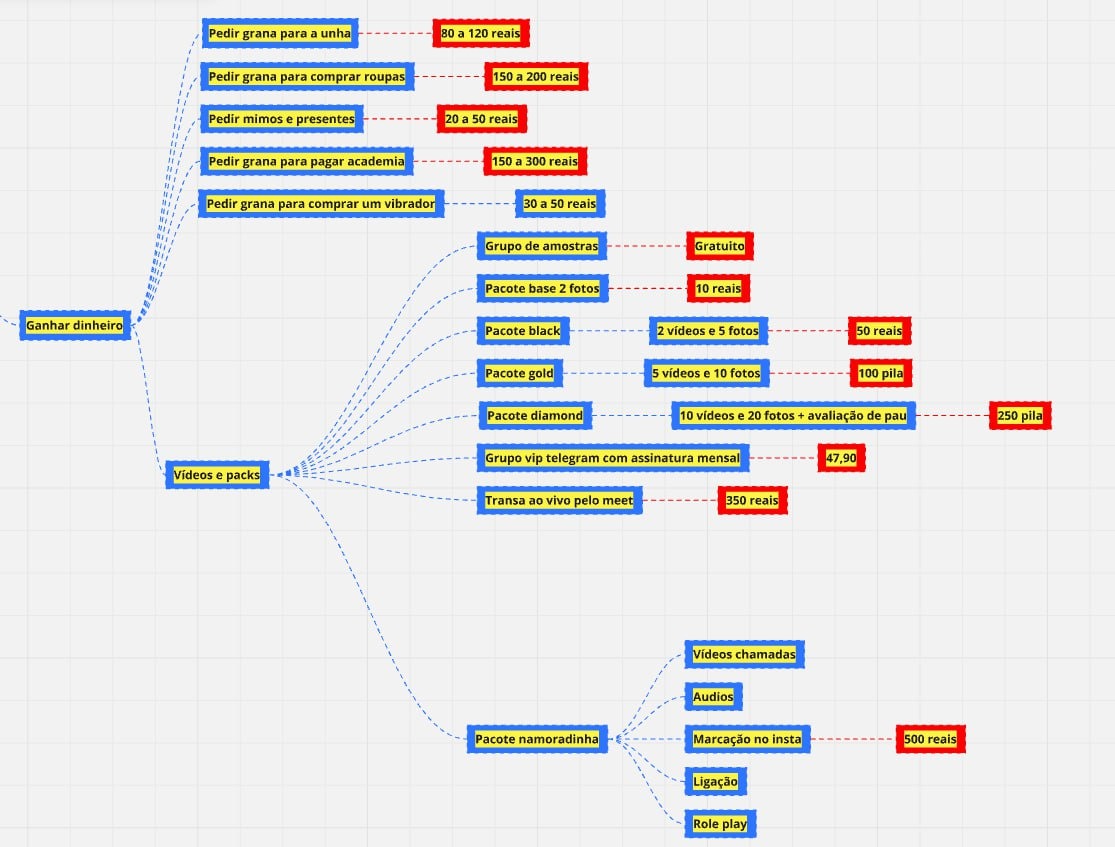 Pedir grana para a unha
80 a 120 reais
Pedir grana para comprar roupas
150 a 200 reais
Pedir mimos e presentes
20 a 50 reais
Pedir grana para pagar academia
150 a 300 reais
Pedir grana para comprar um vibrador
30 a 50 reais
Grupo de amostras
Gratuito
Pacote base 2 fotos
10 reais
Ganhar dinheiro
Pacote black
2 vídeos e 5 fotos
50 reais
Pacote gold
5 vídeos e 10 fotos
100 pila
Pacote diamond
10 vídeos e 20 fotos + avaliação de pau
250 pila
Grupo vip telegram com assinatura mensal
47,90
Vídeos e packs
Transa ao vivo pelo meet
350 reais
Vídeos chamadas
Audios
Pacote namoradinha
Marcação no insta
500 reais
Ligação
Role play